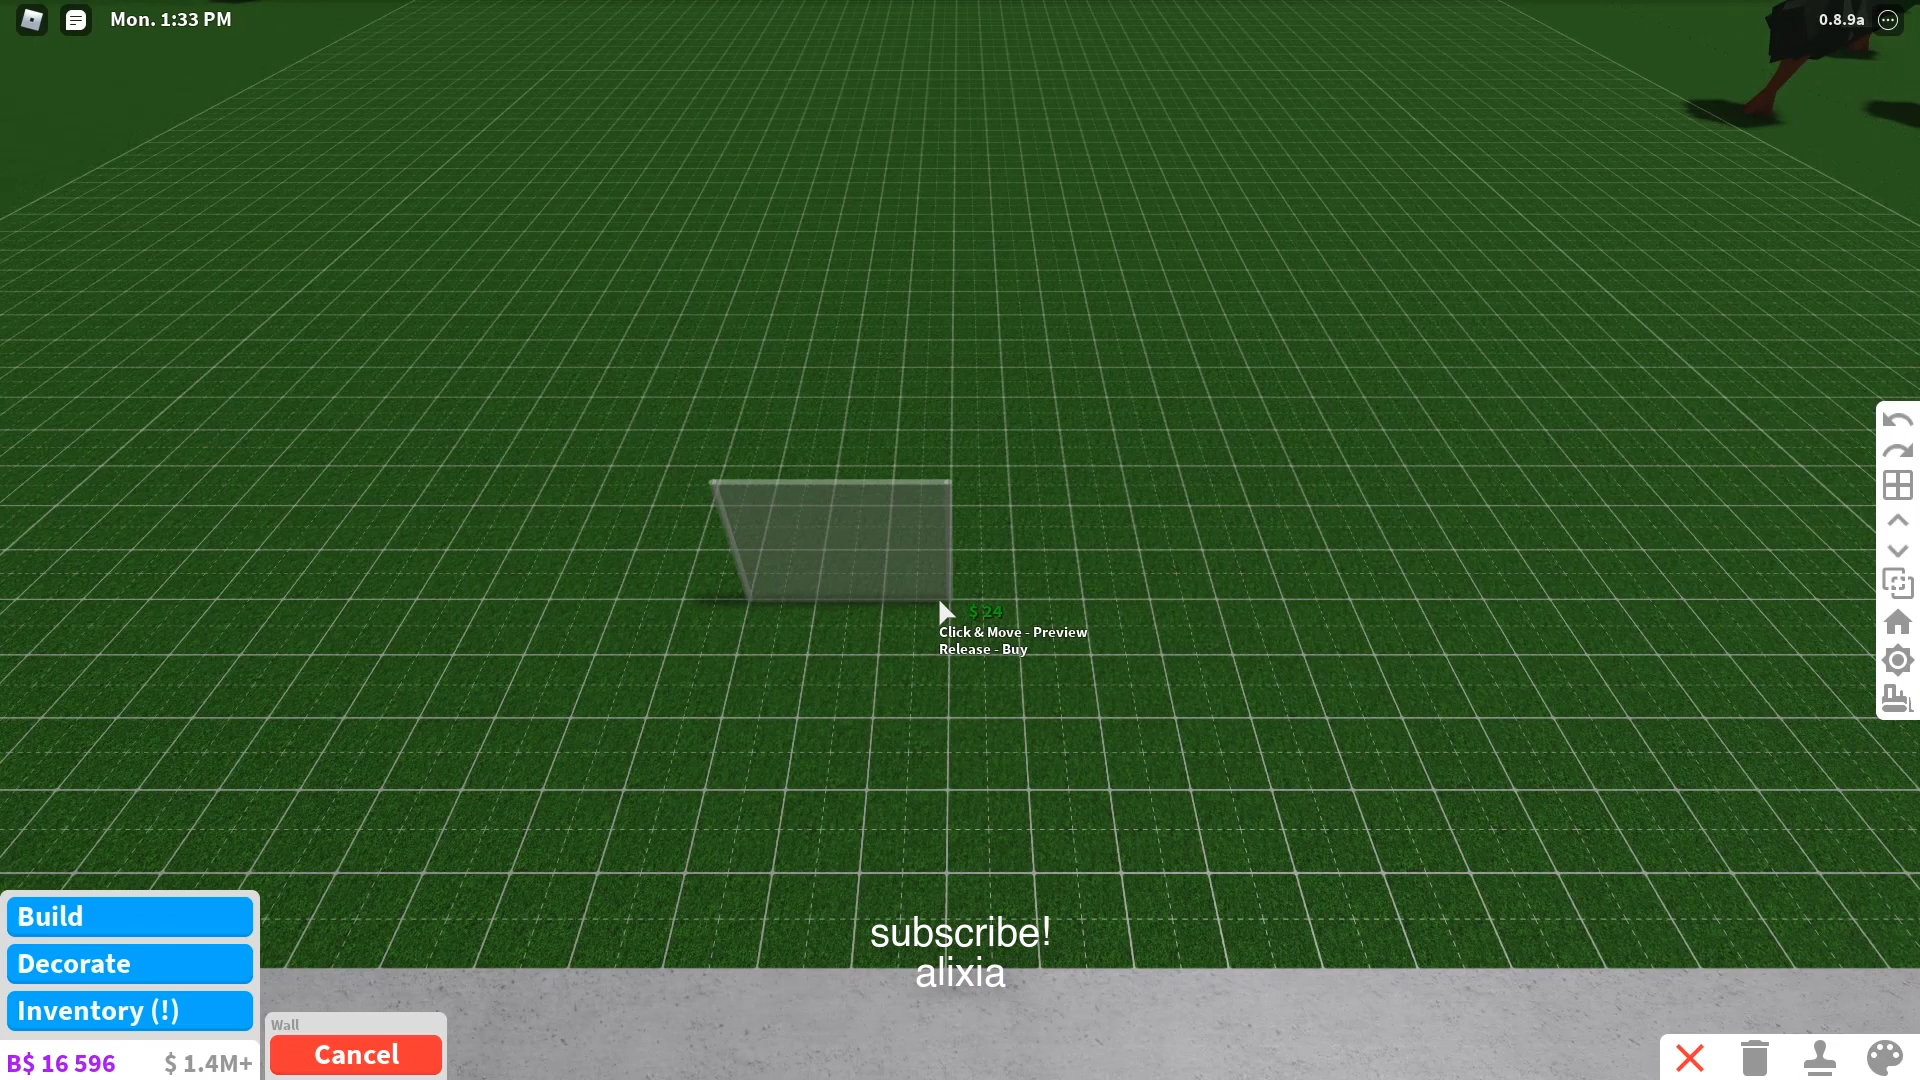 Mon. 1:33 PM
0.8.9a
$ 24
Click & Move - Preview
Release - Buy
Build
Decorate
Inventory (!)
B$ 16 596
$ 1.4M+
Wall
Cancel
subscribe!
alixia